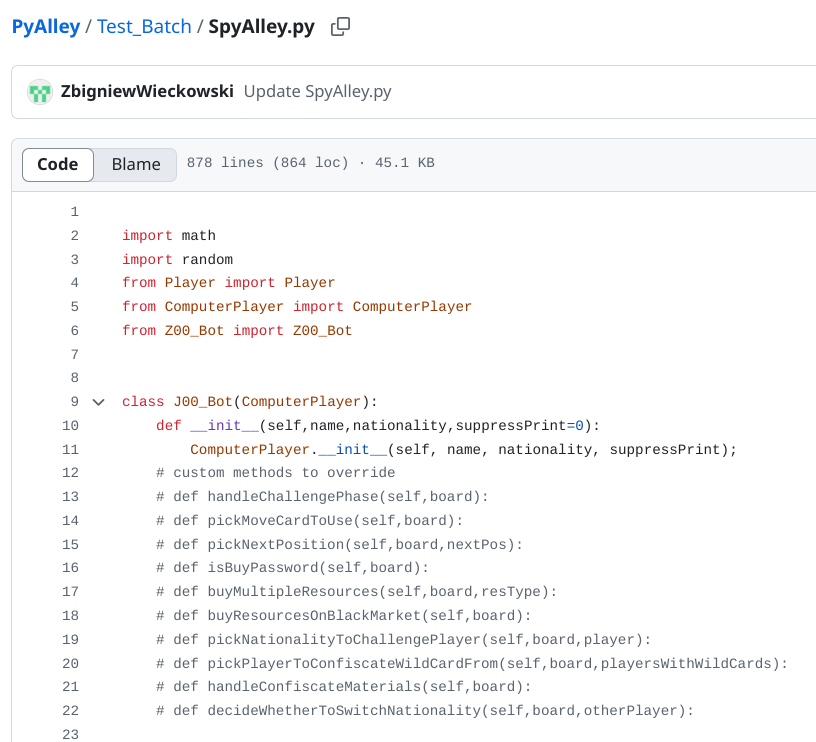 PyAlley / Test_Batch / SpyAlley.py
ZbigniewWieckowski Update SpyAlley.py
Code Blame 878 lines (864 loc) · 45.1 KB
1
2 import math
3 import random
4 from Player import Player
5 from ComputerPlayer import ComputerPlayer
6 from Z00_Bot import Z00_Bot
7
8
9 class J00_Bot(ComputerPlayer):
10 def __init__(self,name,nationality,suppressPrint=0):
11 ComputerPlayer.__init__(self, name, nationality, suppressPrint);
12 # custom methods to override
13 # def handleChallengePhase(self,board):
14 # def pickMoveCardToUse(self,board):
15 # def pickNextPosition(self,board,nextPos):
16 # def isBuyPassword(self,board):
17 # def buyMultipleResources(self,board,resType):
18 # def buyResourcesOnBlackMarket(self,board):
19 # def pickNationalityToChallengePlayer(self,board,player):
20 # def pickPlayerToConfiscateWildCardFrom(self,board,playersWithWildCards):
21 # def handleConfiscateMaterials(self,board):
22 # def decideWhetherToSwitchNationality(self,board,otherPlayer):
23